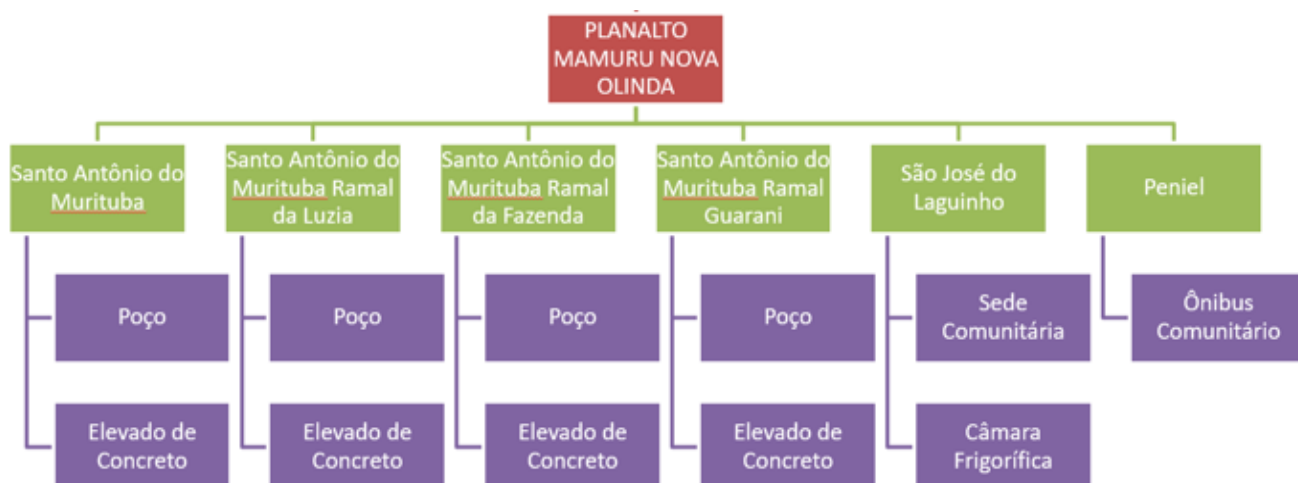 PLANALTO
MAMURU NOVA
OLINDA
Santo Antônio do
Murituba
Santo Antônio do
Murituba Ramal
da Luzia
Santo Antônio do
Murituba Ramal
da Fazenda
Santo Antônio do
Murituba Ramal
Guarani
São José do
Laguinho
Peniel
Poço
Poço
Poço
Poço
Sede
Comunitária
Ônibus
Comunitário
Elevado de
Concreto
Elevado de
Concreto
Elevado de
Concreto
Elevado de
Concreto
Câmara
Frigorífica